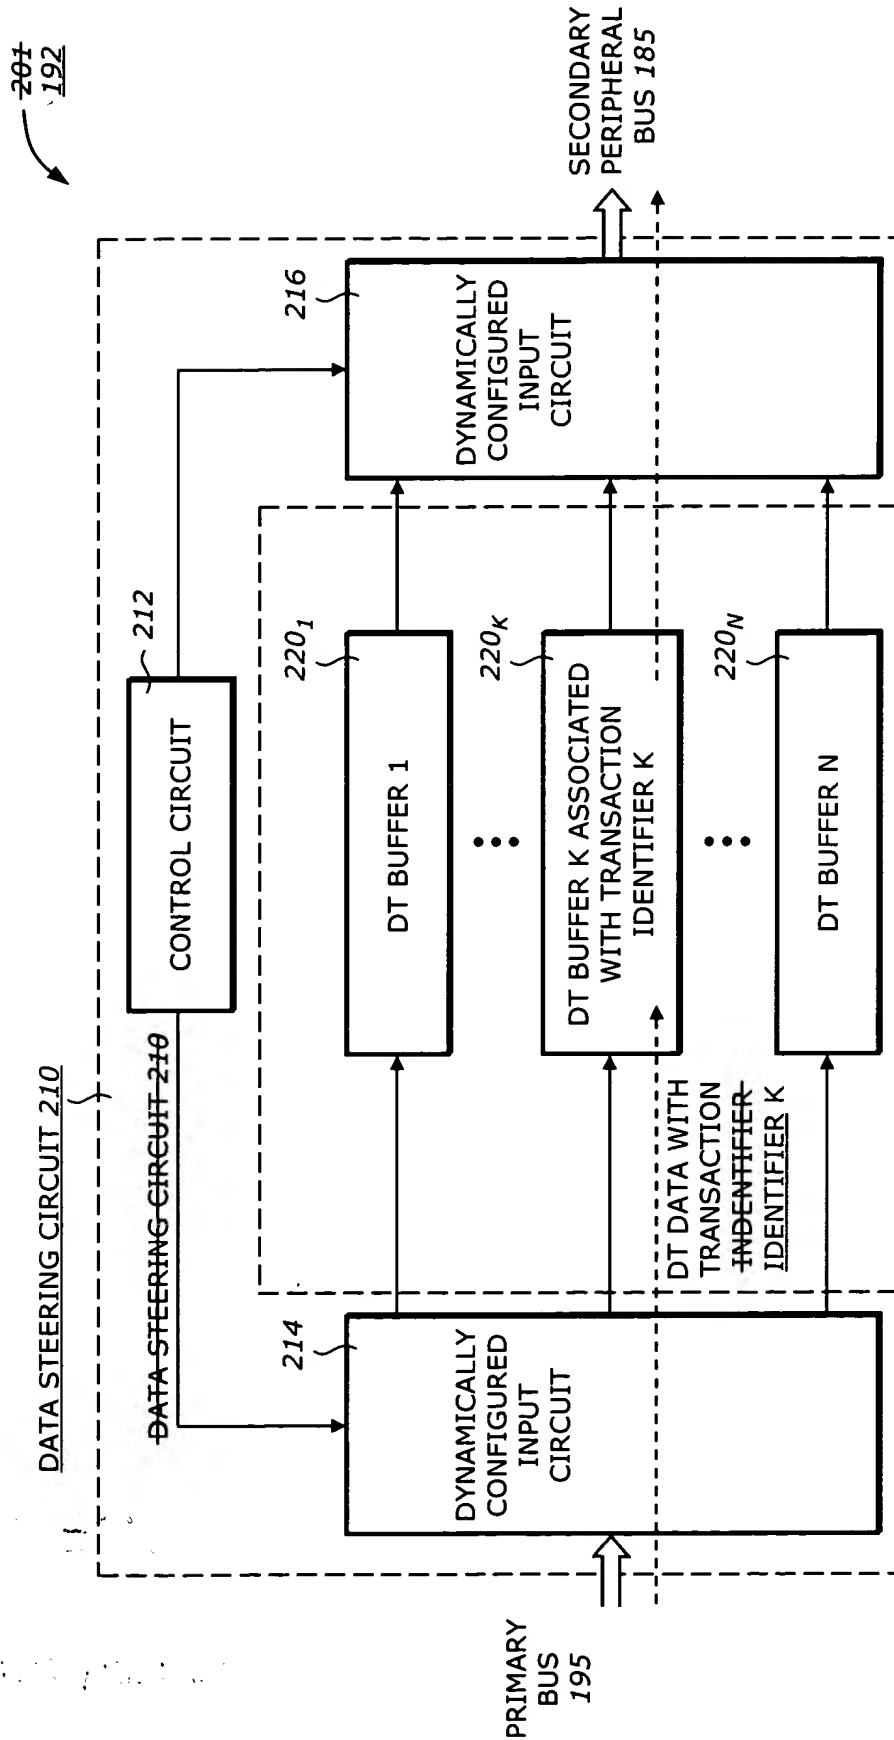 201
192
DATA STEERING CIRCUIT 210
DATA STEERING CIRCUIT 210
CONTROL CIRCUIT
212
PRIMARY
BUS
195
214
DYNAMICALLY
CONFIGURED
INPUT
CIRCUIT
220₁
DT BUFFER 1
220K
DT BUFFER K ASSOCIATED
WITH TRANSACTION
IDENTIFIER K
220N
DT BUFFER N
DT DATA WITH
TRANSACTION
INDENTIFIER
IDENTIFIER K
216
DYNAMICALLY
CONFIGURED
INPUT
CIRCUIT
SECONDARY
PERIPHERAL
BUS 185